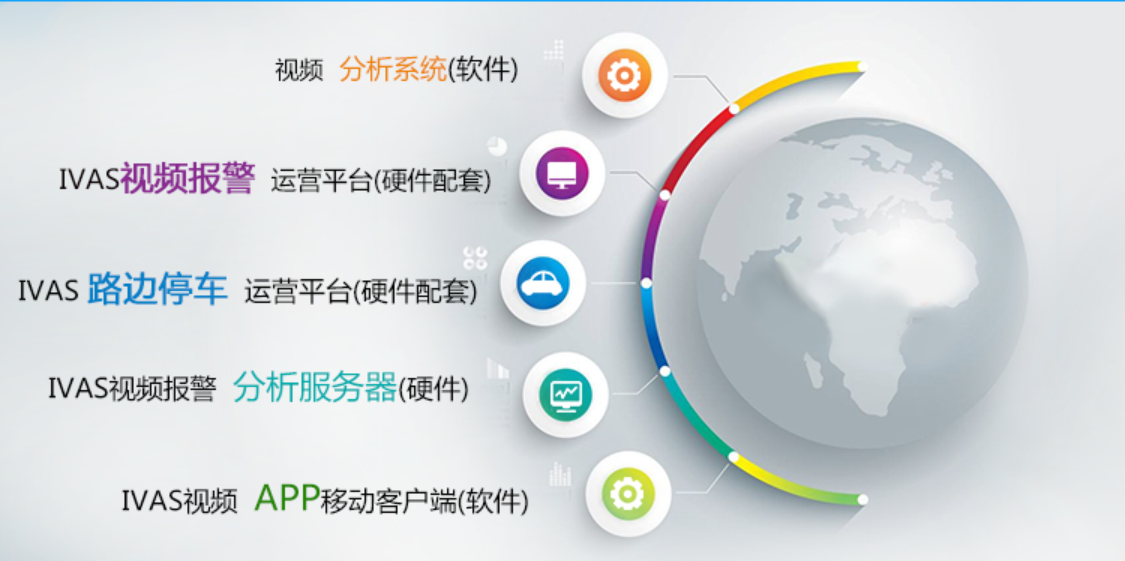 视频 分析系统(软件)
IVAS视频报警 运营平台(硬件配套)
IVAS 路边停车 运营平台(硬件配套)
IVAS视频报警 分析服务器(硬件)
IVAS视频 APP移动客户端(软件)